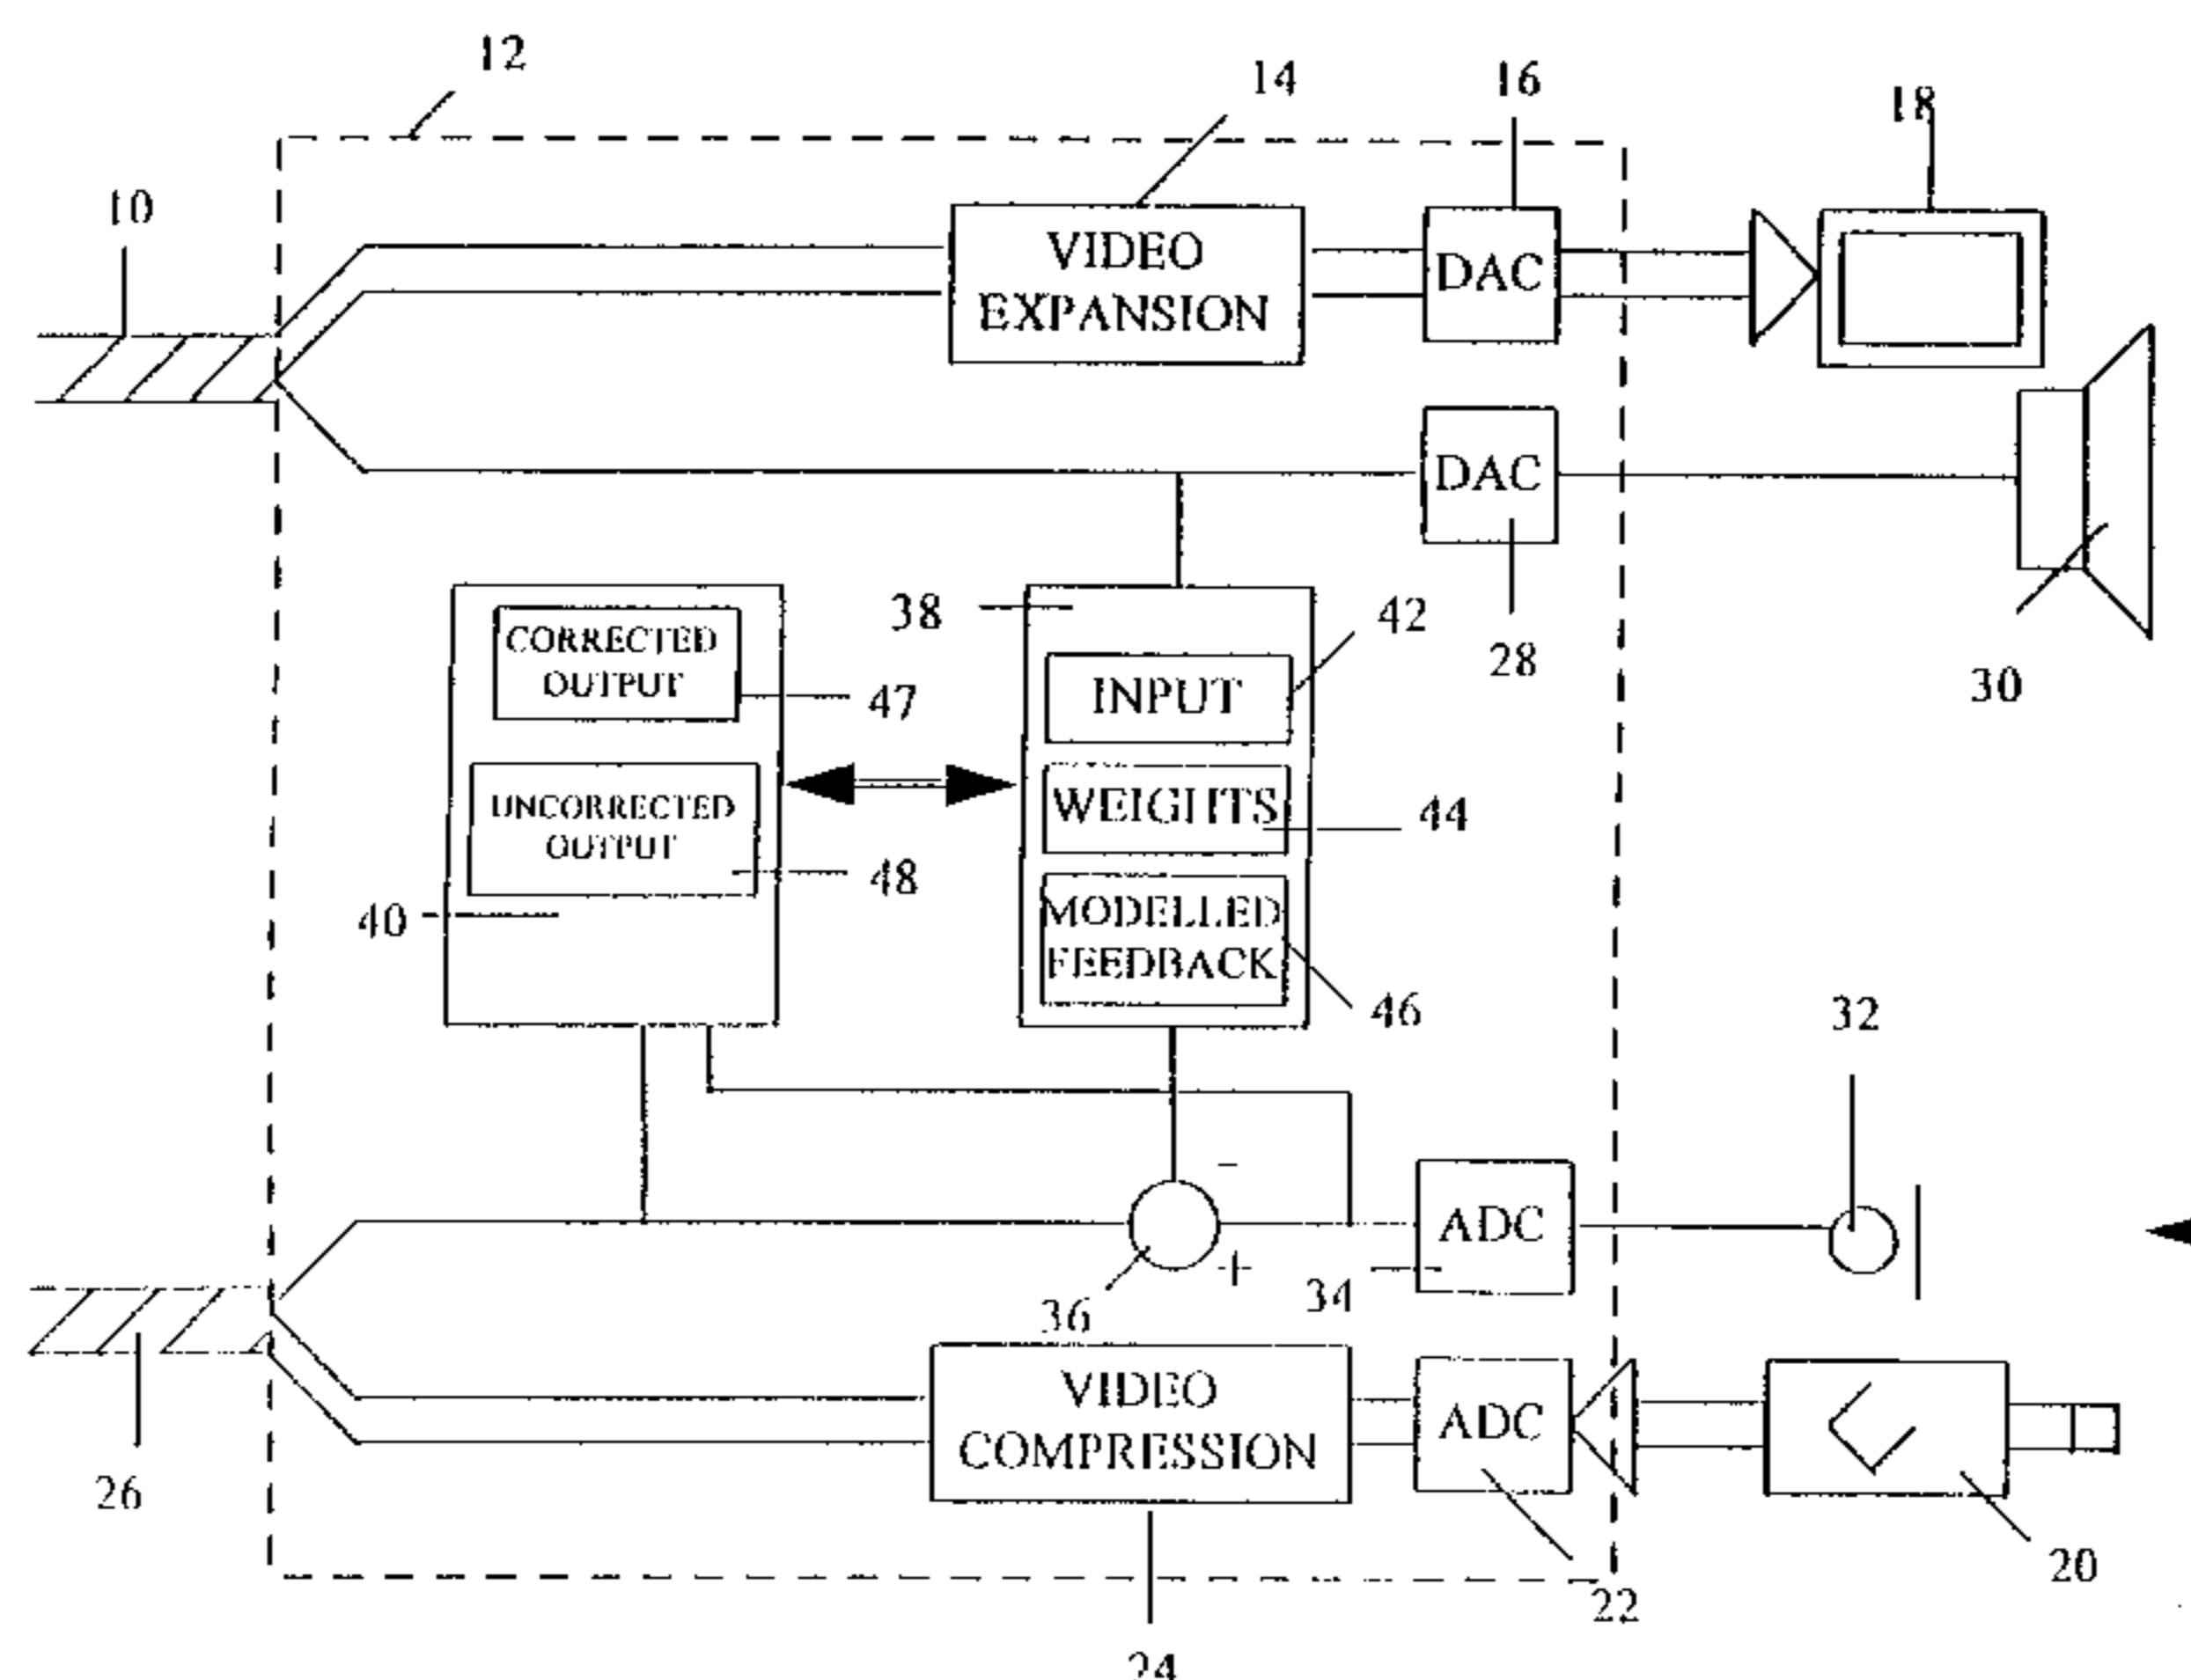 12
14
16
18
10
VIDEO
EXPANSION
DAC
DAC
28
30
CORRECTED
OUTPUT
47
38
42
INPUT
UNCORRECTED
OUTPUT
48
40
WEIGHTS
44
MODELLED
FEEDBACK
46
32
-
+
36
34
ADC
26
VIDEO
COMPRESSION
ADC
24
22
20